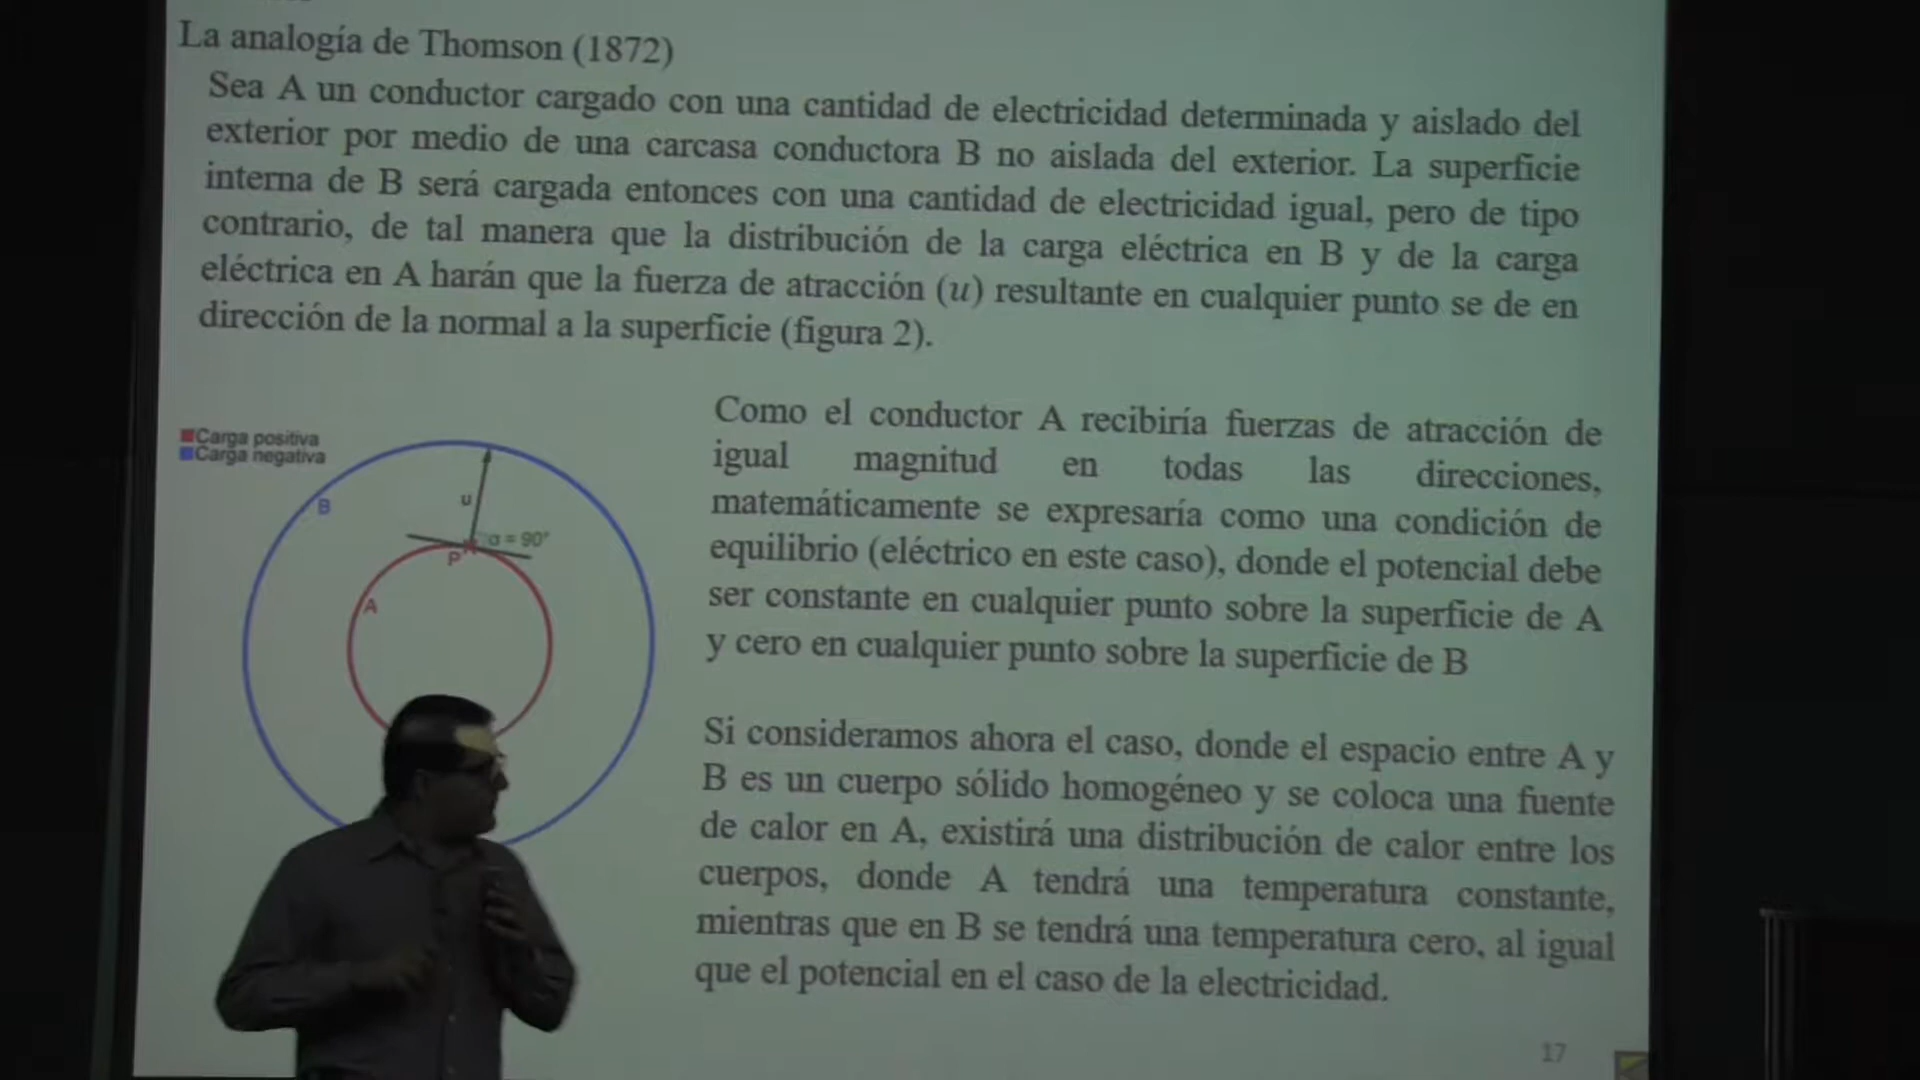 La analogía de Thomson (1872)
Sea A un conductor cargado con una cantidad de electricidad determinada y aislado del
exterior por medio de una carcasa conductora B no aislada del exterior. La superficie
interna de B será cargada entonces con una cantidad de electricidad igual, pero de tipo
contrario, de tal manera que la distribución de la carga eléctrica en B y de la carga
eléctrica en A harán que la fuerza de atracción (u) resultante en cualquier punto se de en
dirección de la normal a la superficie (figura 2).
Carga positiva
Carga negativa
B
u
α = 90°
P
A
Como el conductor A recibiría fuerzas de atracción de
igual magnitud en todas las direcciones,
matemáticamente se expresaría como una condición de
equilibrio (eléctrico en este caso), donde el potencial debe
ser constante en cualquier punto sobre la superficie de A
y cero en cualquier punto sobre la superficie de B
Si consideramos ahora el caso, donde el espacio entre A y
B es un cuerpo sólido homogéneo y se coloca una fuente
de calor en A, existirá una distribución de calor entre los
cuerpos, donde A tendrá una temperatura constante,
mientras que en B se tendrá una temperatura cero, al igual
que el potencial en el caso de la electricidad.
17